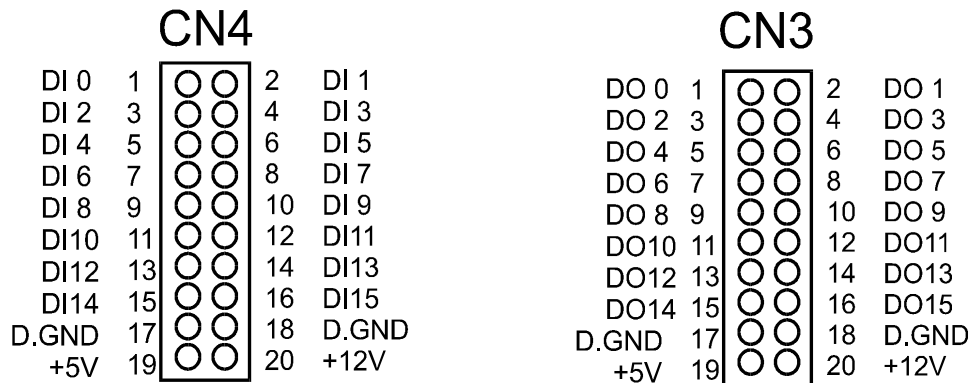 CN4
DI 0 1 2 DI 1
DI 2 3 4 DI 3
DI 4 5 6 DI 5
DI 6 7 8 DI 7
DI 8 9 10 DI 9
DI10 11 12 DI11
DI12 13 14 DI13
DI14 15 16 DI15
D.GND 17 18 D.GND
+5V 19 20 +12V
CN3
DO 0 1 2 DO 1
DO 2 3 4 DO 3
DO 4 5 6 DO 5
DO 6 7 8 DO 7
DO 8 9 10 DO 9
DO10 11 12 DO11
DO12 13 14 DO13
DO14 15 16 DO15
D.GND 17 18 D.GND
+5V 19 20 +12V